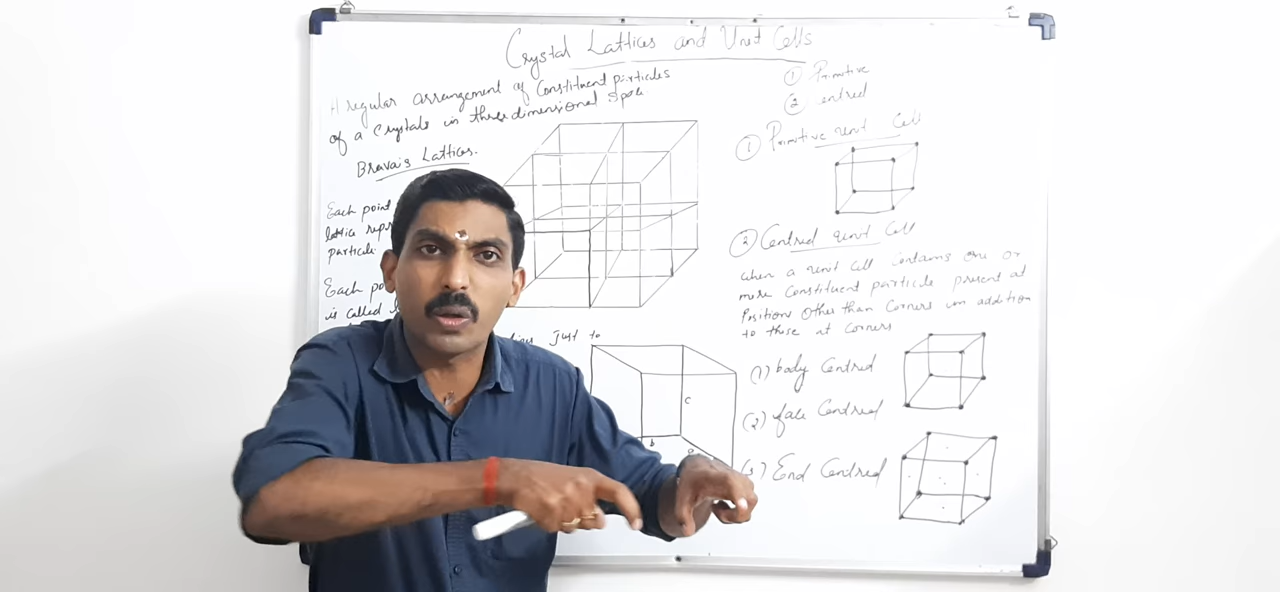 Crystal Lattices and Unit Cells
A regular arrangement of Constituent particles
of a Crystals in three dimensional
Bravais Lattices.
Each point
lattice
particle
Each
is called
lines just to
c
b
a
① Primitive
② entred
① Primitive unit Cell
② Centred unit Cell
when a unit Cell Contains one or
more Constituent particle present at
Positions Other than Corners in addition
to those at Corners
(1) body Centred
(2) face Centred
(3) End Centred